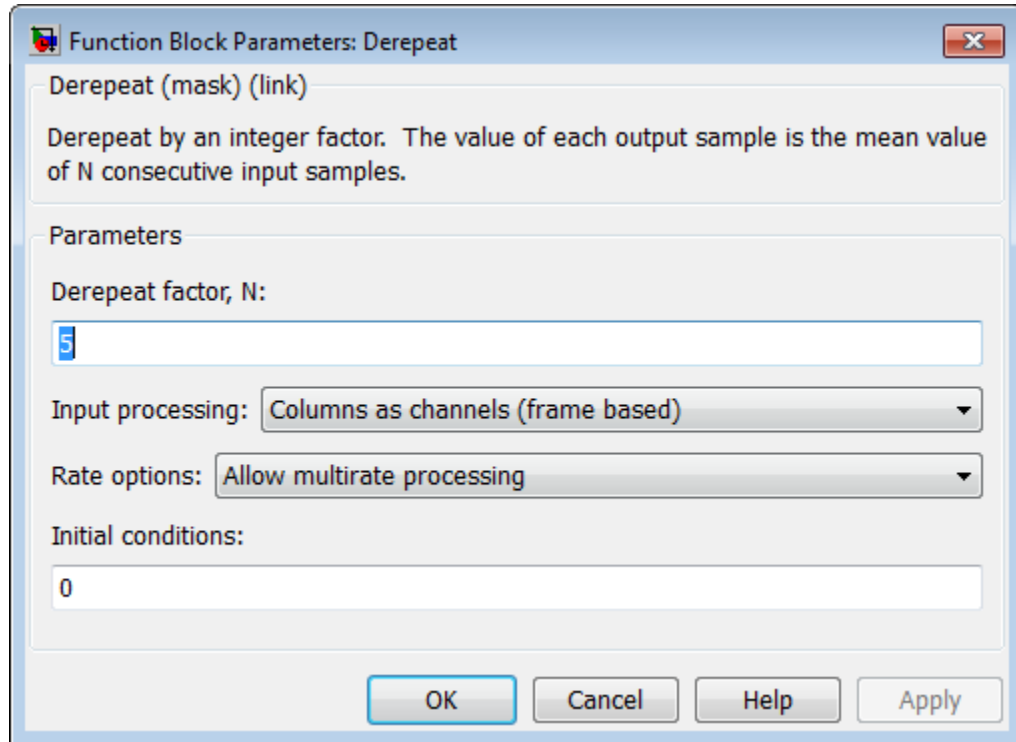 Function Block Parameters: Derepeat
Derepeat (mask) (link)
Derepeat by an integer factor.  The value of each output sample is the mean value
of N consecutive input samples.
Parameters
Derepeat factor, N:
5
Input processing: Columns as channels (frame based)
Rate options: Allow multirate processing
Initial conditions:
0
OK Cancel Help Apply